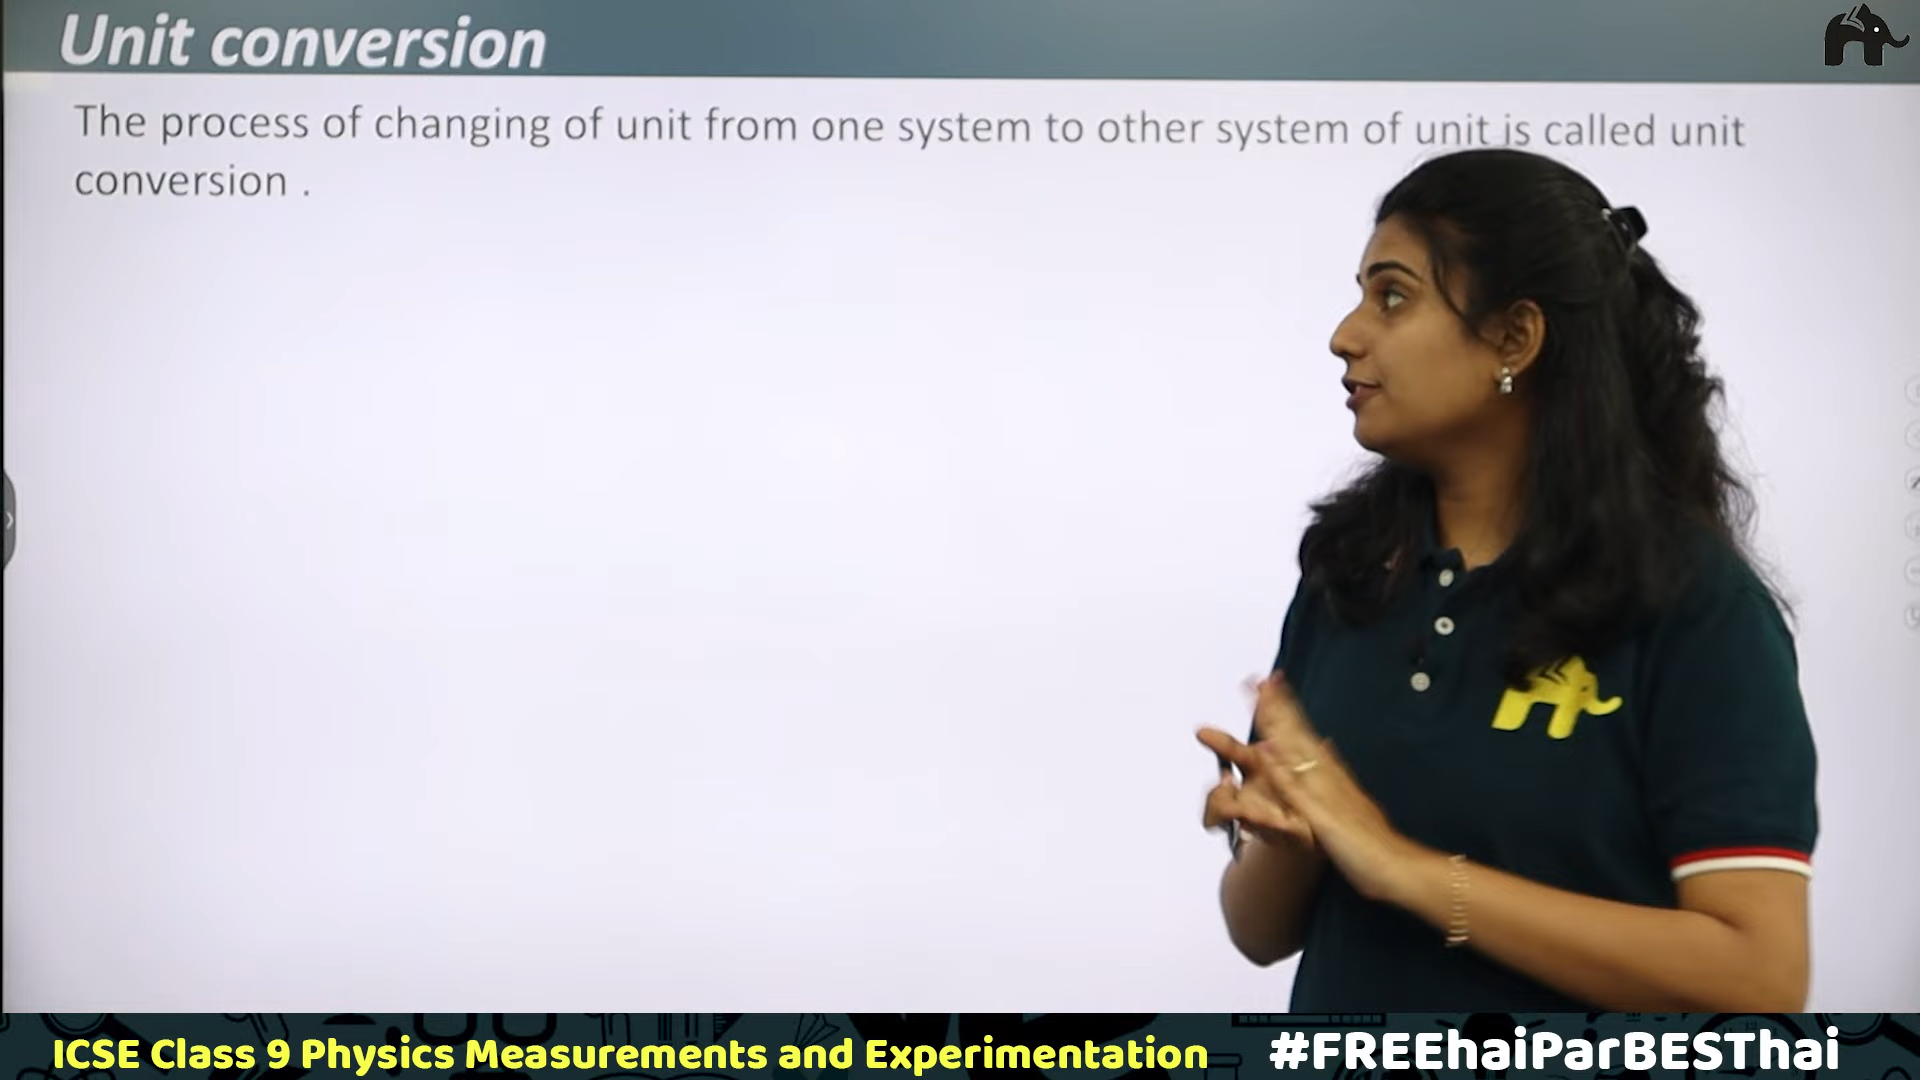 Unit conversion
The process of changing of unit from one system to other system of unit is called unit
conversion .
ICSE Class 9 Physics Measurements and Experimentation
#FREEhaiParBESThai